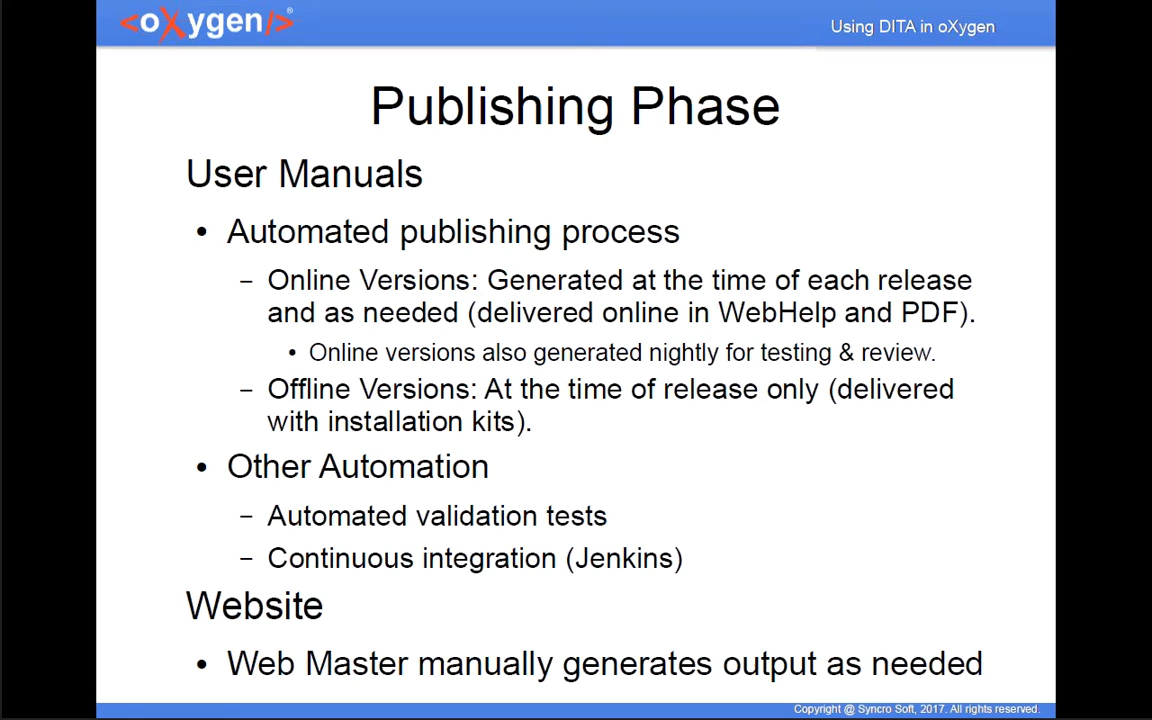 <oXygen/>®
Using DITA in oXygen
Publishing Phase
User Manuals
• Automated publishing process
– Online Versions: Generated at the time of each release
and as needed (delivered online in WebHelp and PDF).
• Online versions also generated nightly for testing & review.
– Offline Versions: At the time of release only (delivered
with installation kits).
• Other Automation
– Automated validation tests
– Continuous integration (Jenkins)
Website
• Web Master manually generates output as needed
Copyright @ Syncro Soft, 2017. All rights reserved.